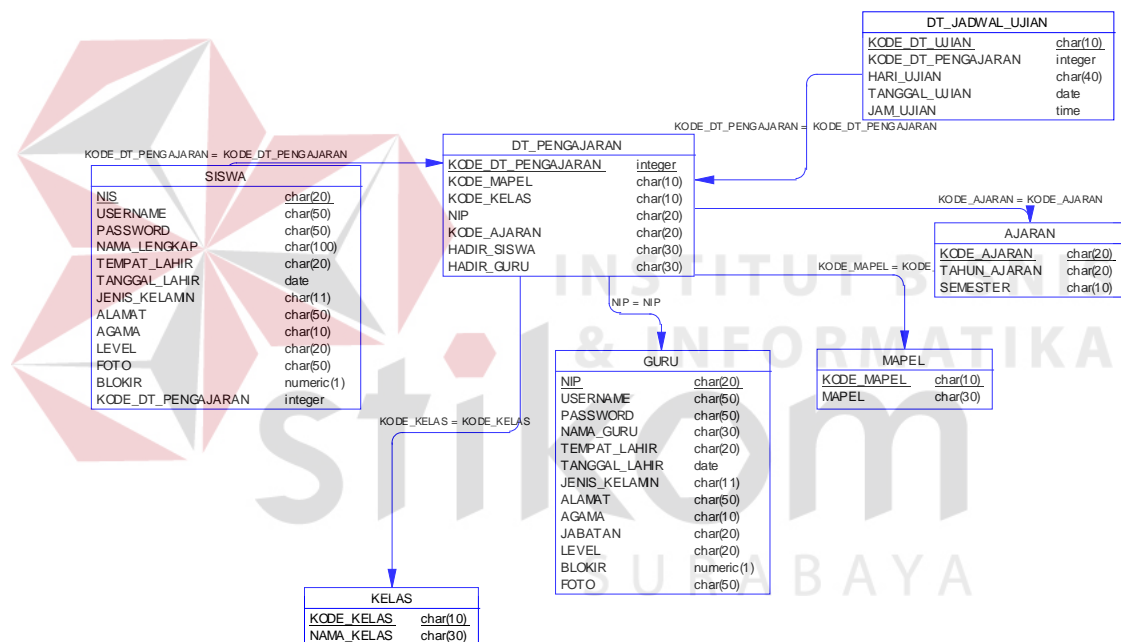 DT_JADWAL_UJIAN
KODE_DT_UJIAN char(10)
KODE_DT_PENGAJARAN integer
HARI_UJIAN char(40)
TANGGAL_UJIAN date
JAM_UJIAN time
KODE_DT_PENGAJARAN = KODE_DT_PENGAJARAN
KODE_DT_PENGAJARAN = KODE_DT_PENGAJARAN
DT_PENGAJARAN
KODE_DT_PENGAJARAN integer
KODE_MAPEL char(10)
KODE_KELAS char(10)
NIP char(20)
KODE_AJARAN char(20)
HADIR_SISWA char(30)
HADIR_GURU char(30)
SISWA
NIS char(20)
USERNAME char(50)
PASSWORD char(50)
NAMA_LENGKAP char(100)
TEMPAT_LAHIR char(20)
TANGGAL_LAHIR date
JENIS_KELAMIN char(11)
ALAMAT char(50)
AGAMA char(10)
LEVEL char(20)
FOTO char(50)
BLOKIR numeric(1)
KODE_DT_PENGAJARAN integer
KODE_AJARAN = KODE_AJARAN
AJARAN
KODE_AJARAN char(20)
TAHUN_AJARAN char(20)
SEMESTER char(10)
KODE_MAPEL = KODE_
NIP = NIP
MAPEL
KODE_MAPEL char(10)
MAPEL char(30)
GURU
NIP char(20)
USERNAME char(50)
PASSWORD char(50)
NAMA_GURU char(30)
TEMPAT_LAHIR char(20)
TANGGAL_LAHIR date
JENIS_KELAMIN char(11)
ALAMAT char(50)
AGAMA char(10)
JABATAN char(20)
LEVEL char(20)
BLOKIR numeric(1)
FOTO char(50)
KODE_KELAS = KODE_KELAS
KELAS
KODE_KELAS char(10)
NAMA_KELAS char(30)
INSTITUT BISNI
& INFORMATIKA
stikom
SURABAYA